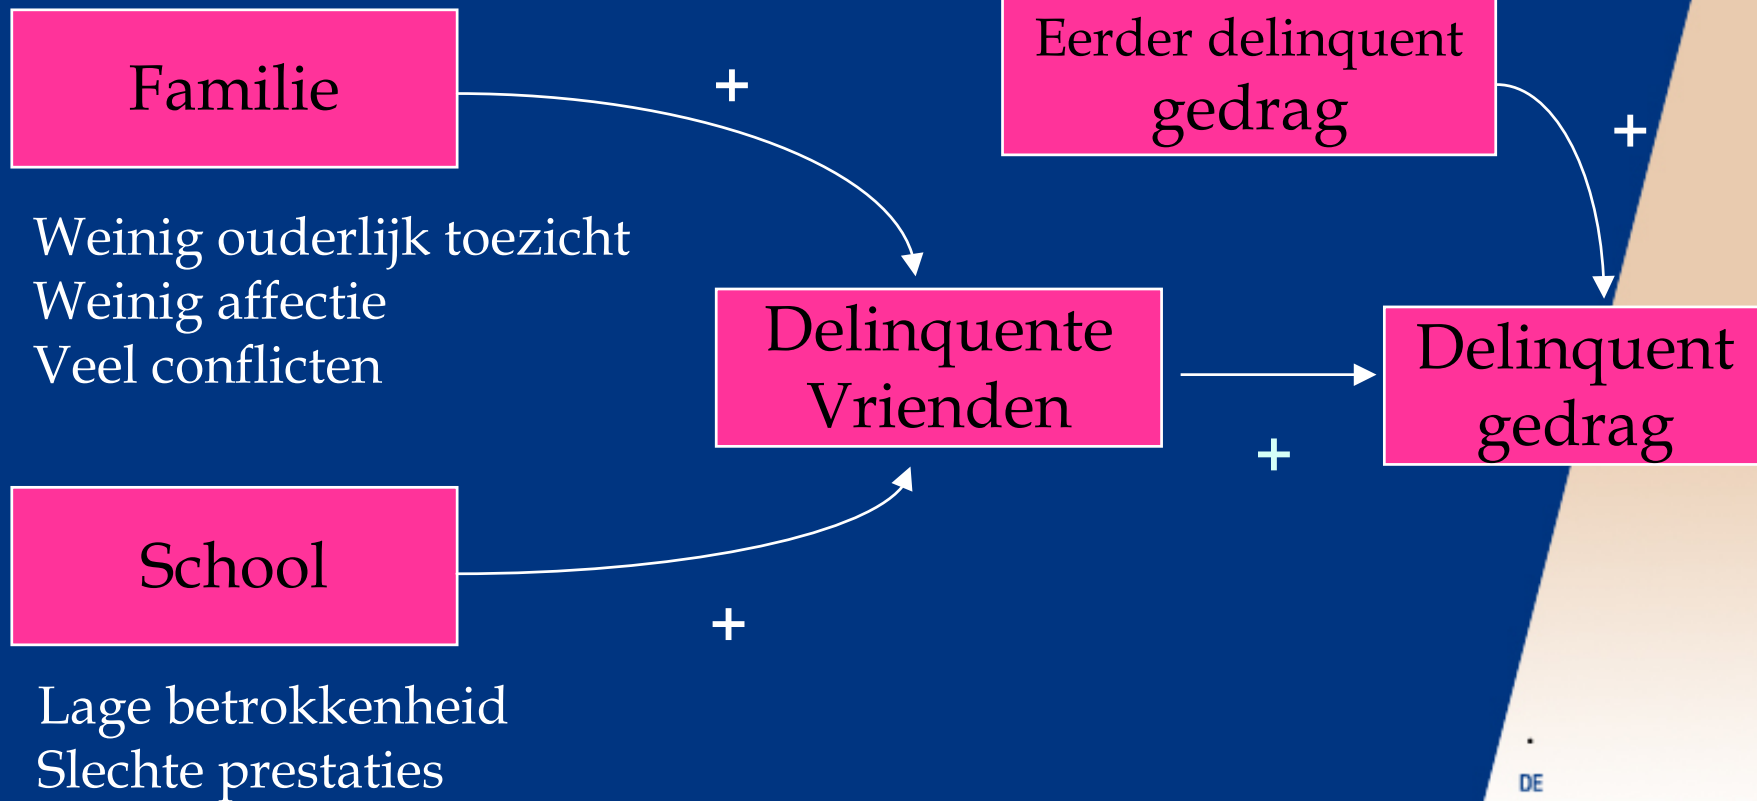 Familie
+
Eerder delinquent
gedrag
+
Weinig ouderlijk toezicht
Weinig affectie
Veel conflicten
Delinquente
Vrienden
+
Delinquent
gedrag
School
+
Lage betrokkenheid
Slechte prestaties
DE